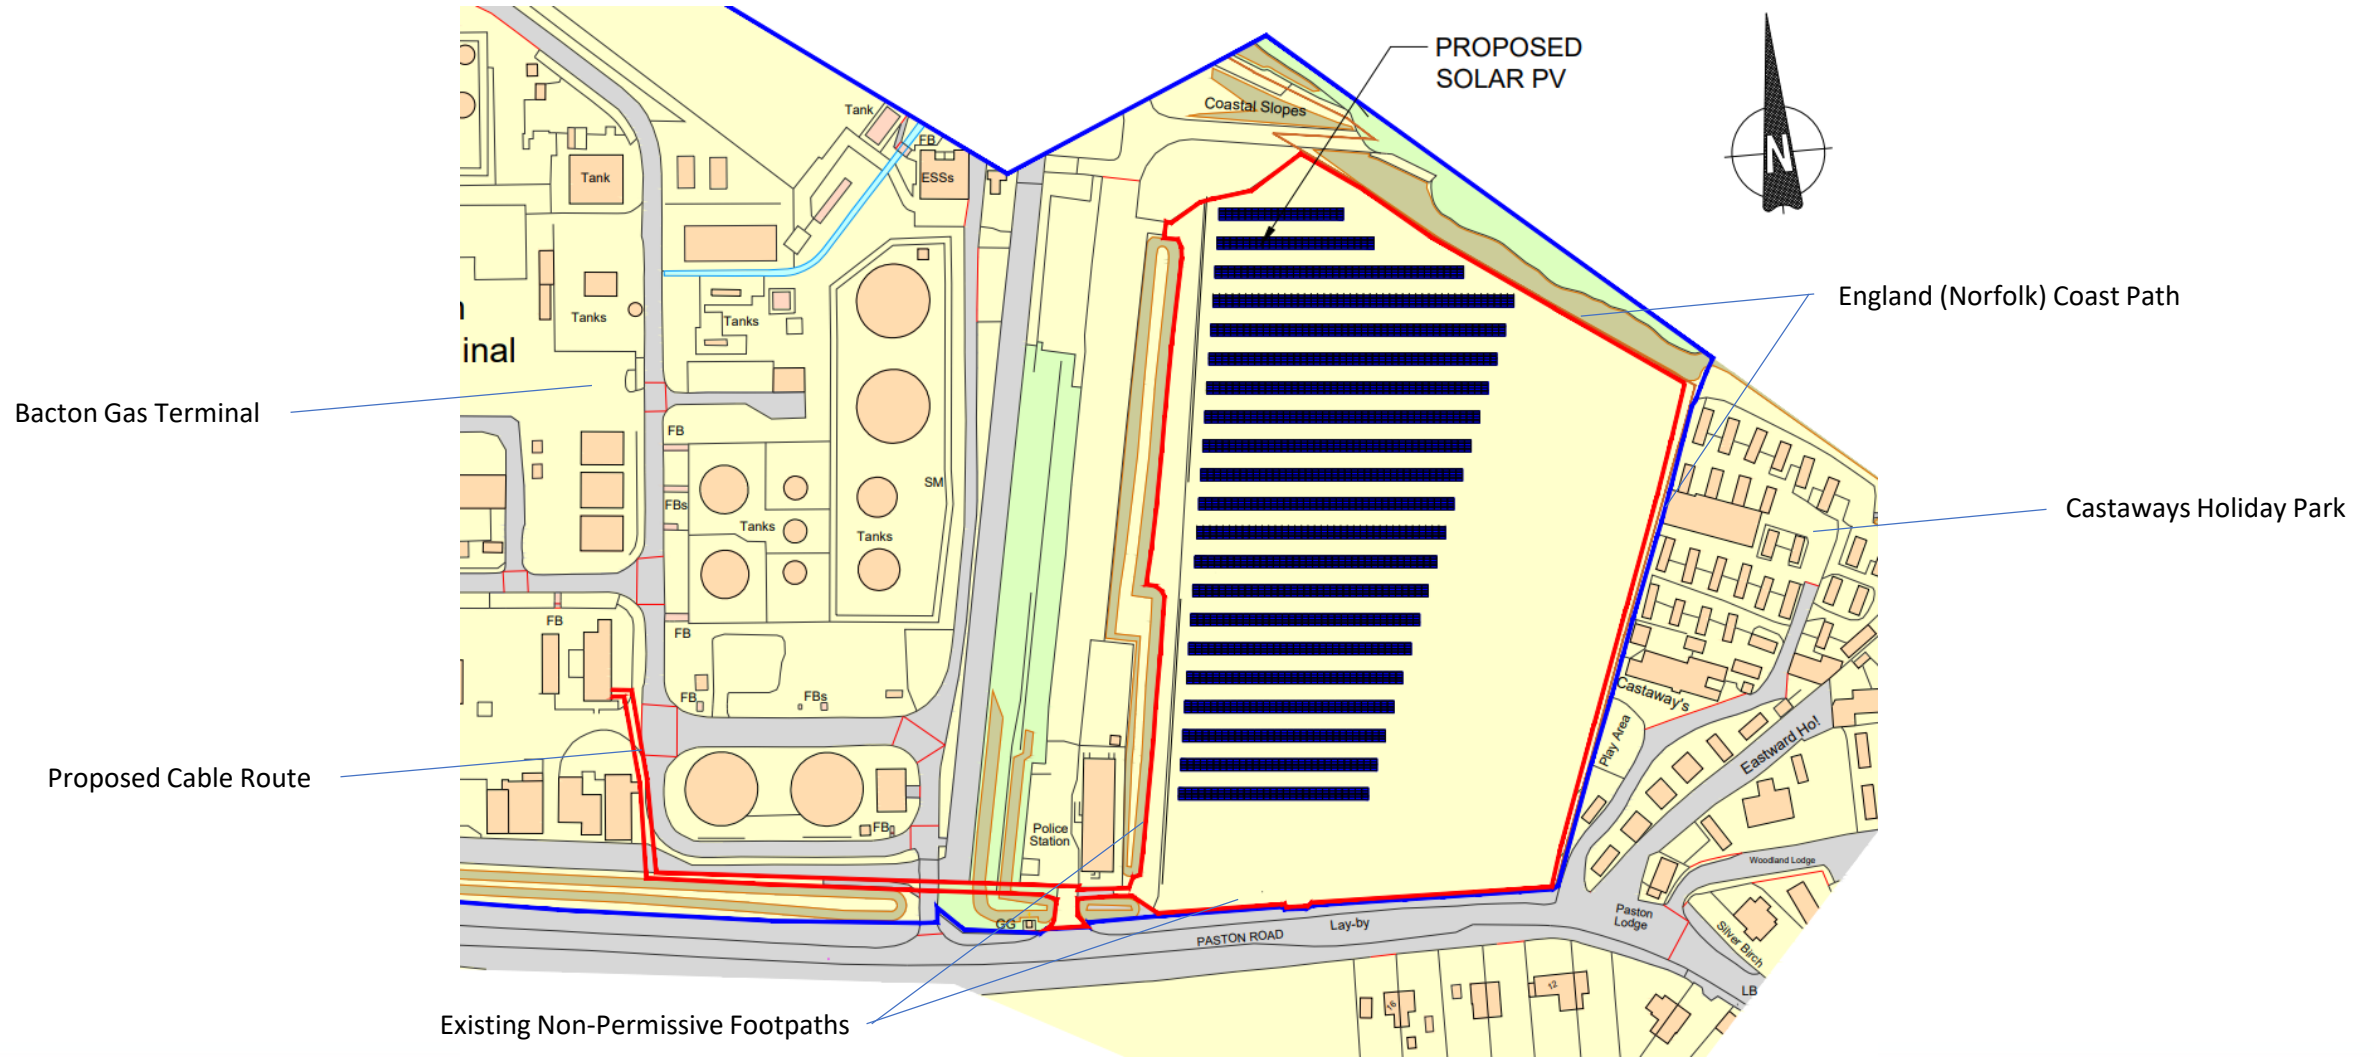 PROPOSED
SOLAR PV
Coastal Slopes
N
Tank
FB
ESSs
Tank
Tanks
Tanks
n
inal
England (Norfolk) Coast Path
Bacton Gas Terminal
FB
SM
FBs
Tanks
Tanks
Castaways Holiday Park
FB
FB
FB
FBs
Castaway's
Play Area
Eastward Ho!
Proposed Cable Route
FB
Police
Station
Woodland Lodge
GG
PASTON ROAD
Lay-by
Paston
Lodge
Silver Birch
LB
16
12
Existing Non-Permissive Footpaths